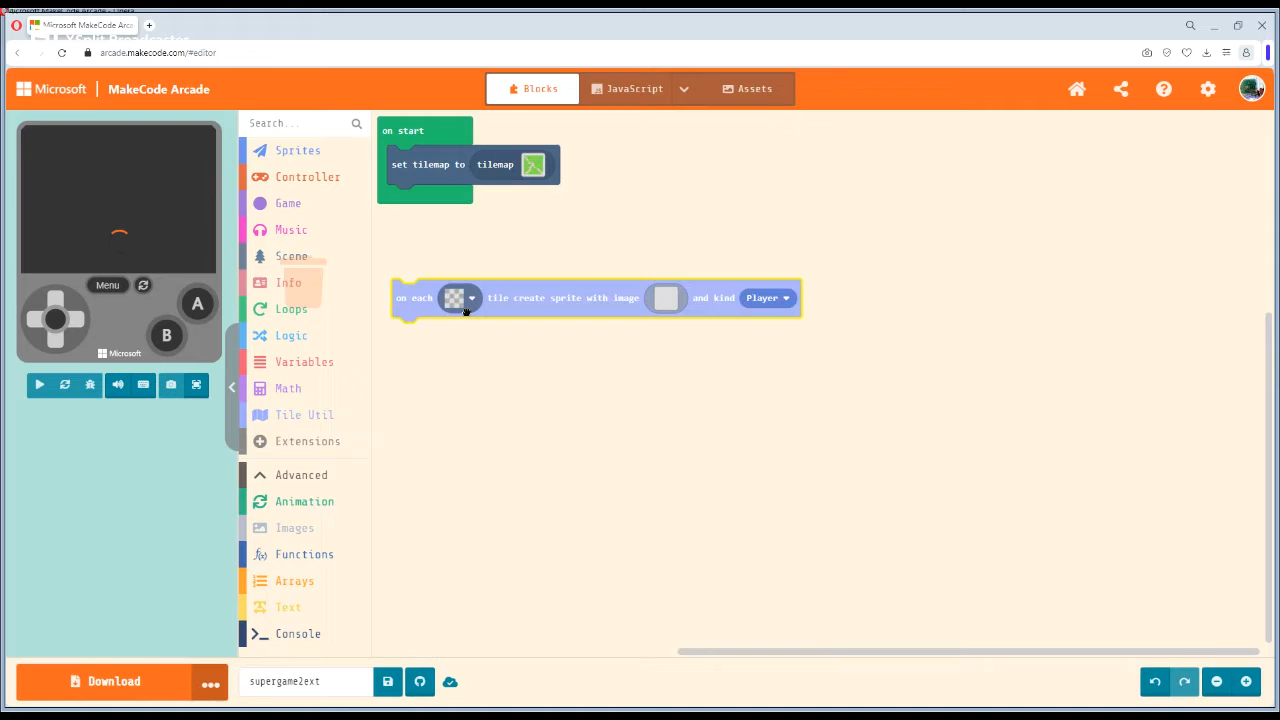 Microsoft MakeCode Arca
arcade.makecode.com/#editor
Microsoft
MakeCode Arcade
Blocks
JavaScript
Assets
Menu
A
B
Microsoft
Search...
Sprites
Controller
Game
Music
Scene
Info
Loops
Logic
Variables
Math
Tile Util
Extensions
Advanced
Animation
Images
Functions
Arrays
Text
Console
on start
set tilemap to tilemap
on each tile create sprite with image and kind Player
Download
supergame2ext